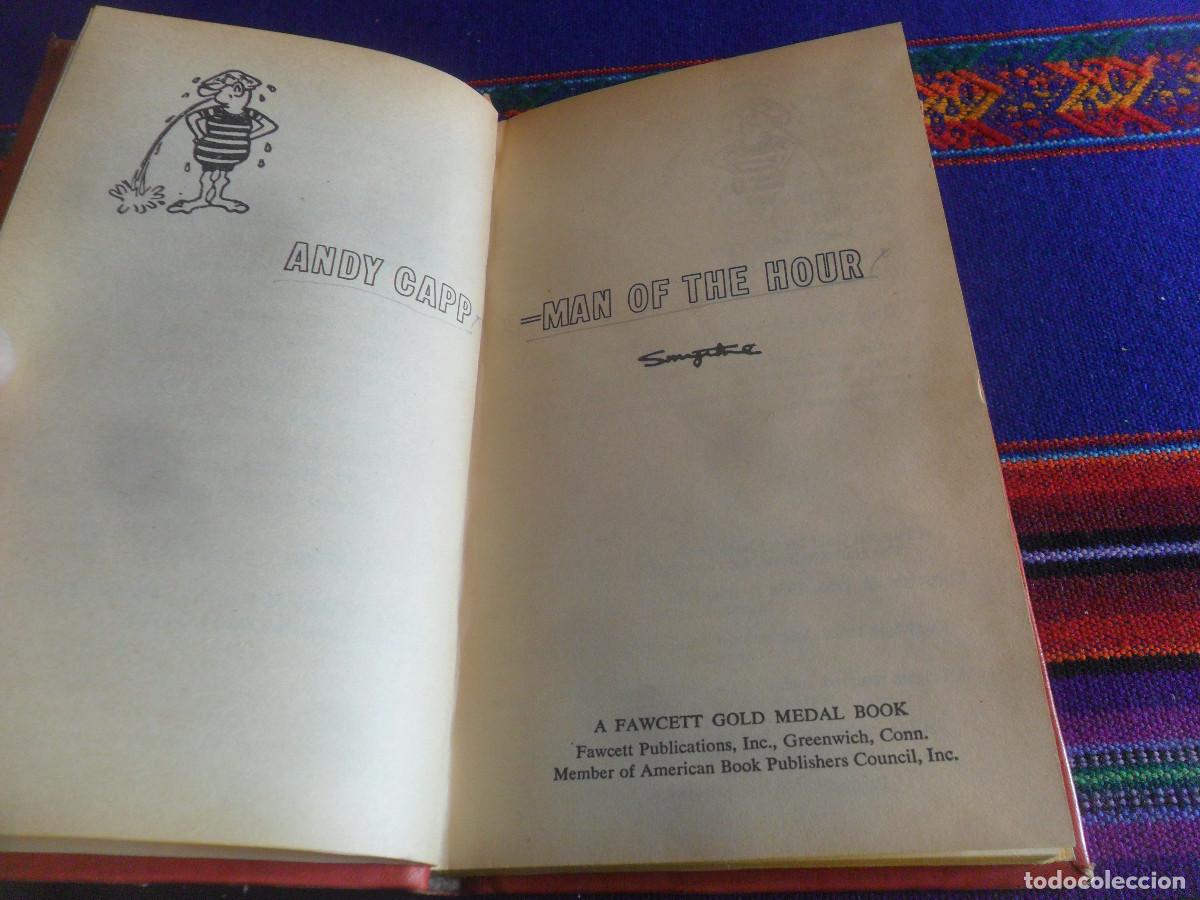 ANDY CAPP
=MAN OF THE HOUR
Smythe
A FAWCETT GOLD MEDAL BOOK
Fawcett Publications, Inc., Greenwich, Conn.
Member of American Book Publishers Council, Inc.
todocoleccion